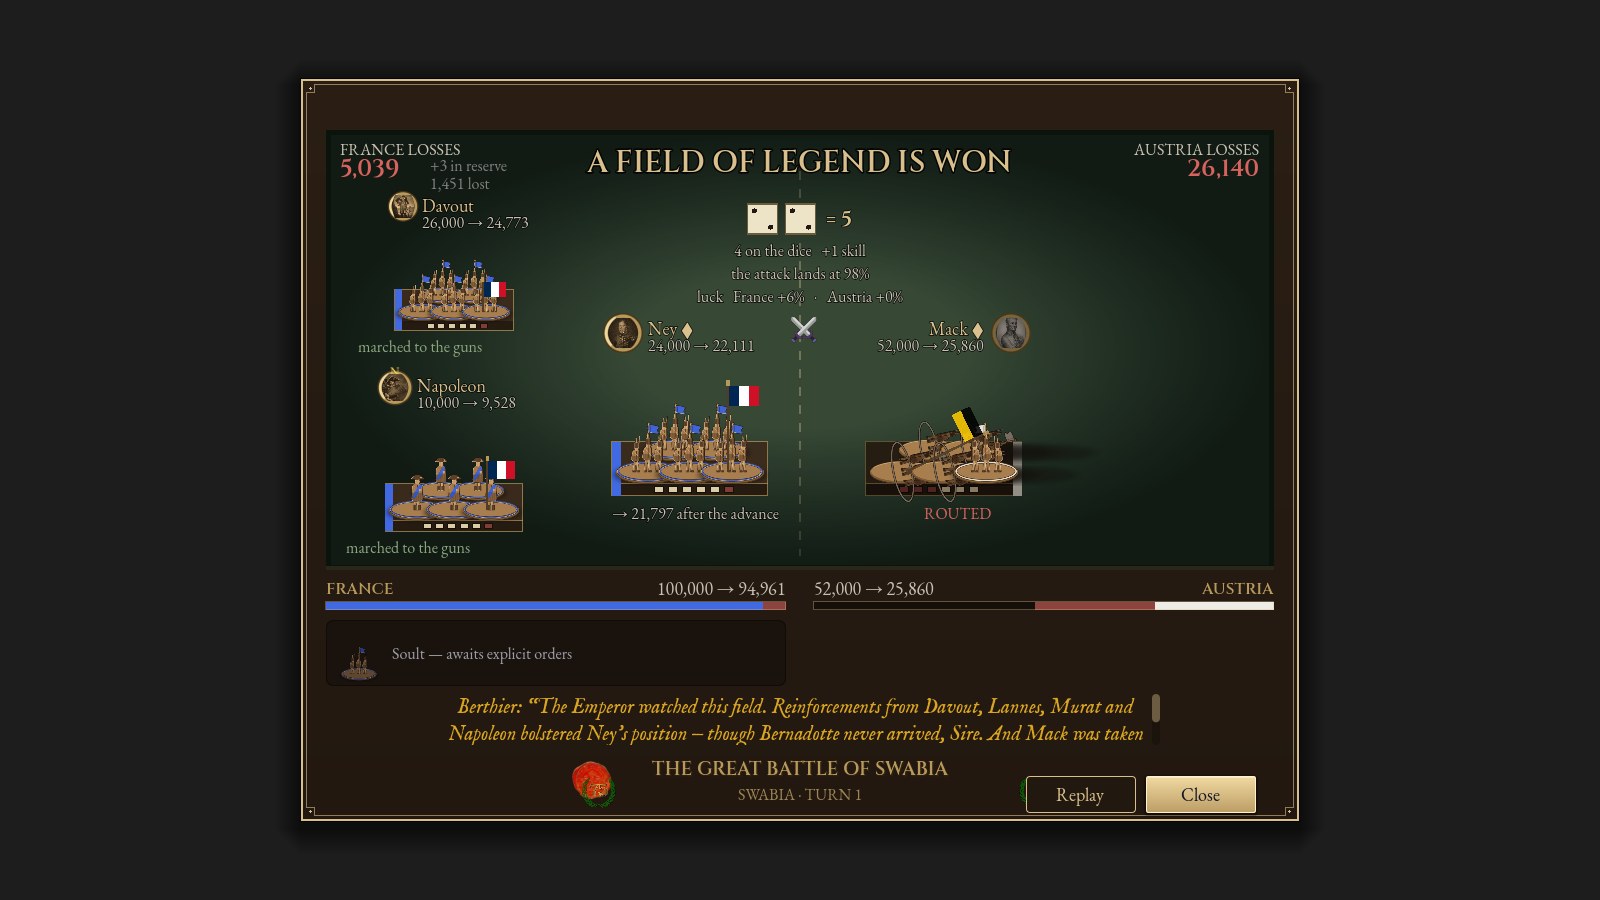 FRANCE LOSSES
5,039
+3 in reserve
1,451 lost
A FIELD OF LEGEND IS WON
AUSTRIA LOSSES
26,140
Davout
26,000 → 24,773
marched to the guns
N
Napoleon
10,000 → 9,528
marched to the guns
= 5
4 on the dice +1 skill
the attack lands at 98%
luck France +6% · Austria +0%
Ney ♦
24,000 → 22,111
→ 21,797 after the advance
Mack ♦
52,000 → 25,860
ROUTED
FRANCE 100,000 → 94,961
52,000 → 25,860 AUSTRIA
Soult — awaits explicit orders
Berthier: “The Emperor watched this field. Reinforcements from Davout, Lannes, Murat and
Napoleon bolstered Ney’s position — though Bernadotte never arrived, Sire. And Mack was taken
THE GREAT BATTLE OF SWABIA
SWABIA · TURN 1
Replay
Close